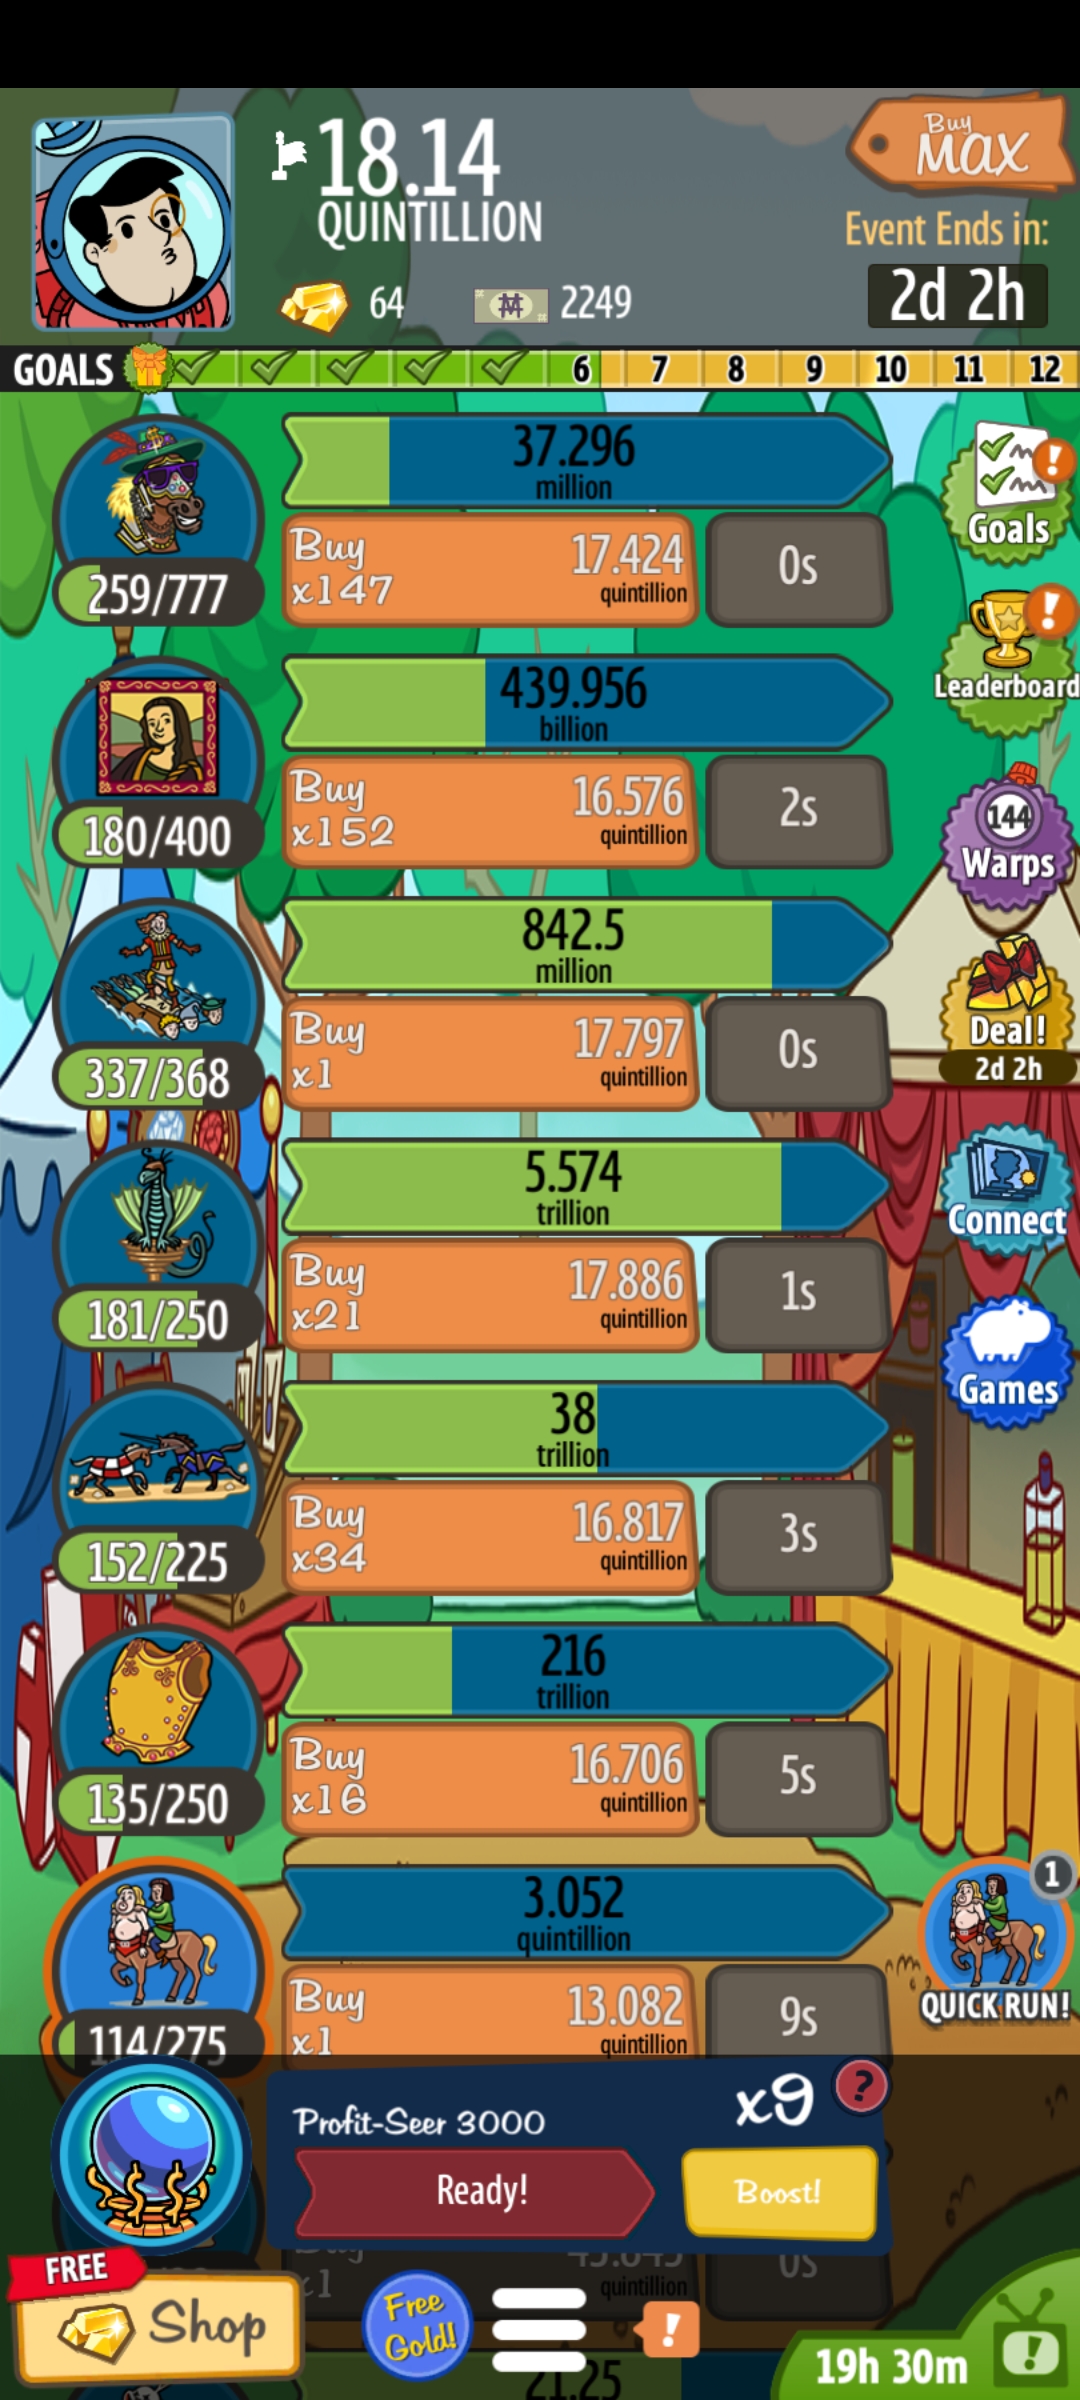 18.14
QUINTILLION
Buy
MAX
Event Ends in:
2d 2h
64
2249
GOALS
6 7 8 9 10 11 12
37.296
million
259/777
Buy
x147
17.424
quintillion
0s
Goals
439.956
billion
180/400
Buy
x152
16.576
quintillion
2s
Leaderboard
144
Warps
842.5
million
337/368
Buy
x1
17.797
quintillion
0s
Deal!
2d 2h
5.574
trillion
181/250
Buy
x21
17.886
quintillion
1s
Connect
Games
38
trillion
152/225
Buy
x34
16.817
quintillion
3s
216
trillion
135/250
Buy
x16
16.706
quintillion
5s
3.052
quintillion
114/275
Buy
x1
13.082
quintillion
9s
1
QUICK RUN!
Profit-Seer 3000
x9
?
Ready!
Boost!
Buy
x1
quintillion
0s
FREE
Shop
Free
Gold!
!
19h 30m
21.25